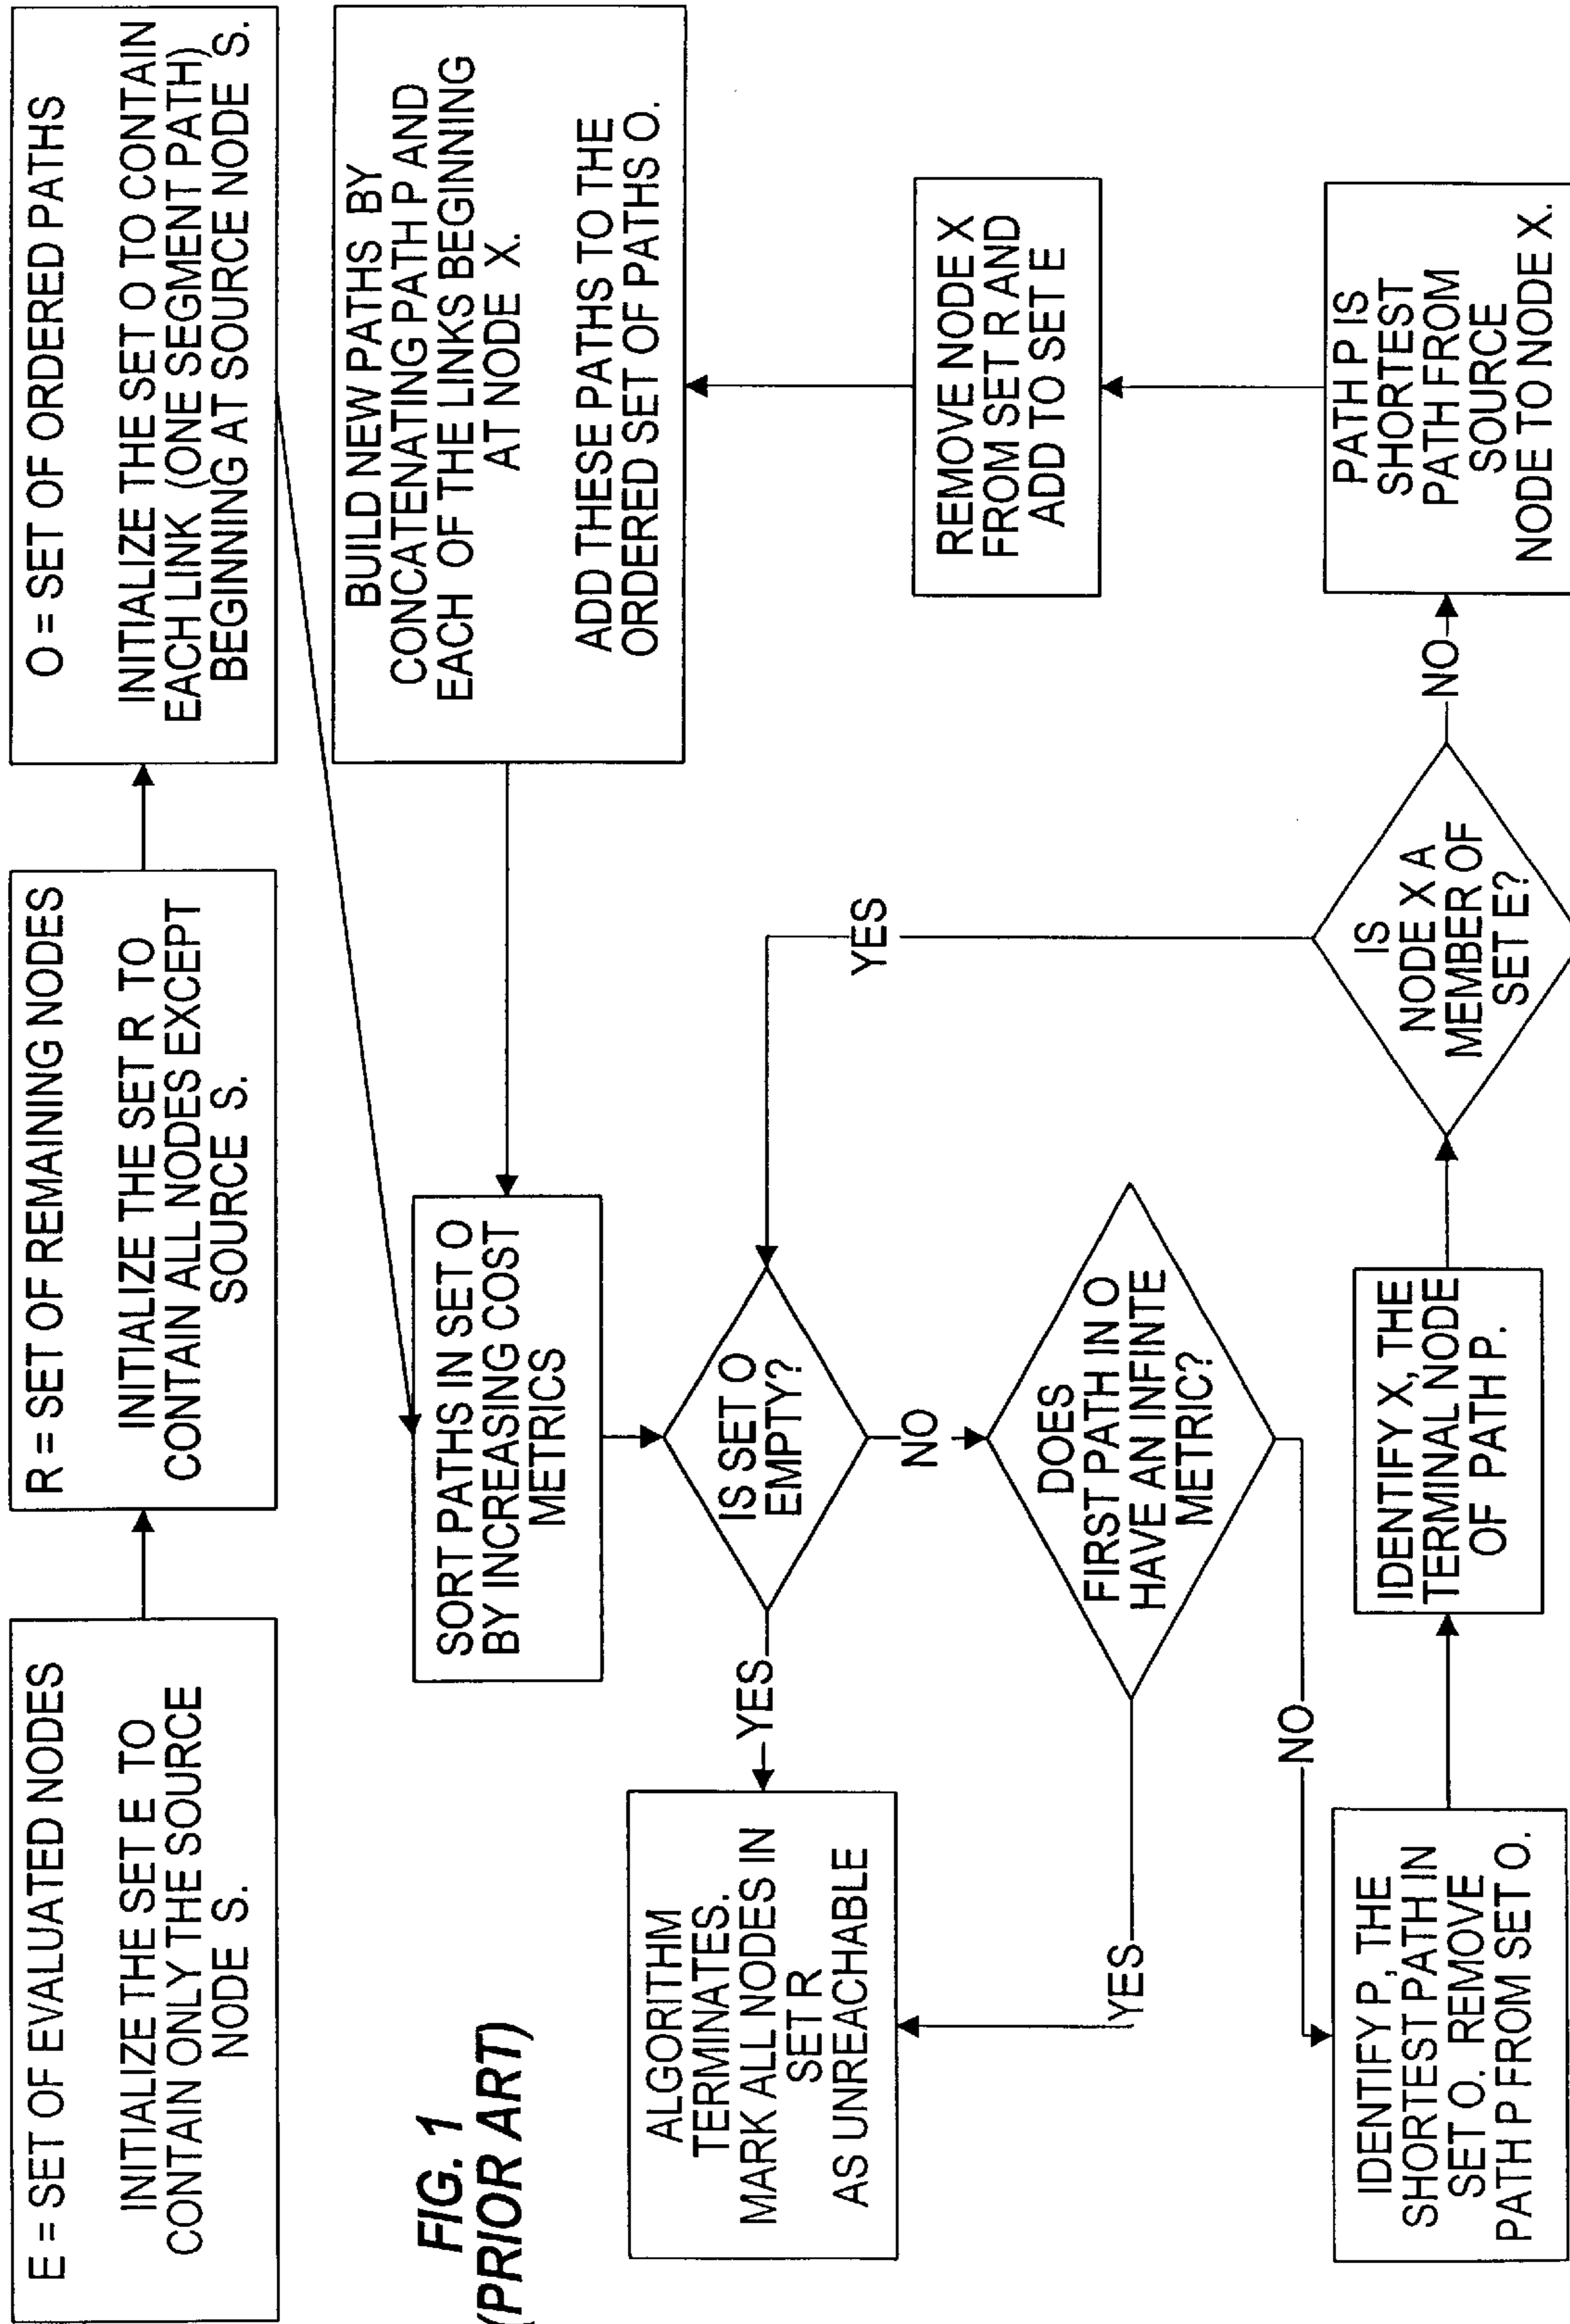 E = SET OF EVALUATED NODES
INITIALIZE THE SET E TO
CONTAIN ONLY THE SOURCE
NODE S.
R = SET OF REMAINING NODES
INITIALIZE THE SET R TO
CONTAIN ALL NODES EXCEPT
SOURCE S.
O = SET OF ORDERED PATHS
INITIALIZE THE SET O TO CONTAIN
EACH LINK (ONE SEGMENT PATH)
BEGINNING AT SOURCE NODE S.
BUILD NEW PATHS BY
CONCATENATING PATH P AND
EACH OF THE LINKS BEGINNING
AT NODE X.
ADD THESE PATHS TO THE
ORDERED SET OF PATHS O.
SORT PATHS IN SET O
BY INCREASING COST
METRICS
FIG. 1
(PRIOR ART)
IS SET O
EMPTY?
YES
NO
ALGORITHM
TERMINATES.
MARK ALL NODES IN
SET R
AS UNREACHABLE
DOES
FIRST PATH IN O
HAVE AN INFINITE
METRIC?
YES
NO
IDENTIFY P, THE
SHORTEST PATH IN
SET O. REMOVE
PATH P FROM SET O.
IDENTIFY X, THE
TERMINAL NODE
OF PATH P.
IS
NODE X A
MEMBER OF
SET E?
YES
NO
PATH P IS
SHORTEST
PATH FROM
SOURCE
NODE TO NODE X.
REMOVE NODE X
FROM SET R AND
ADD TO SET E